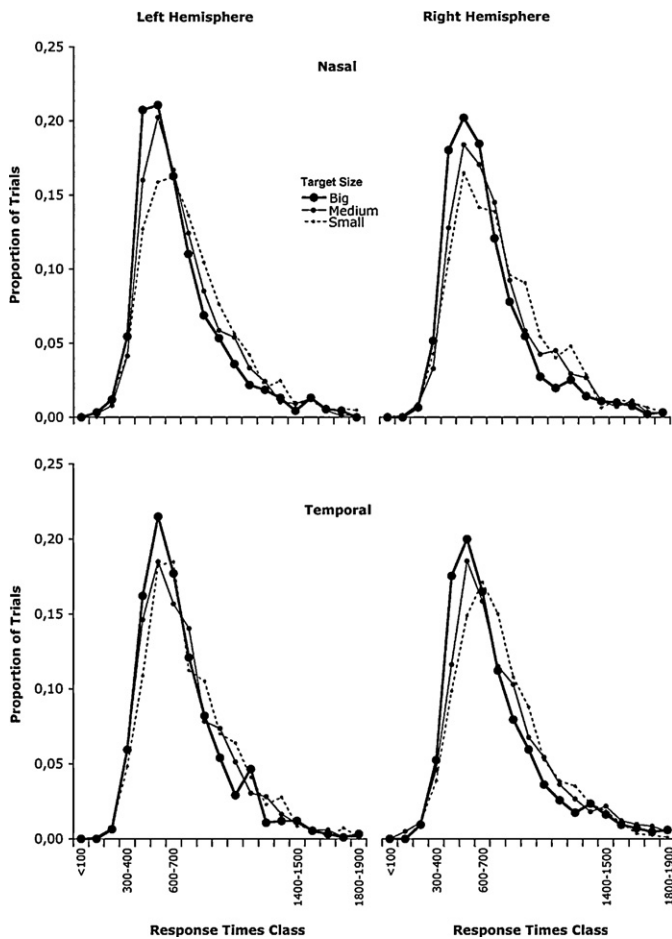 Left Hemisphere
Right Hemisphere
Nasal
0,25
0,20
0,15
0,10
0,05
0,00
Proportion of Trials
Target Size
Big
Medium
Small
Temporal
0,25
0,20
0,15
0,10
0,05
0,00
Proportion of Trials
<100
300-400
600-700
1400-1500
1800-1900
<100
300-400
600-700
1400-1500
1800-1900
Response Times Class
Response Times Class